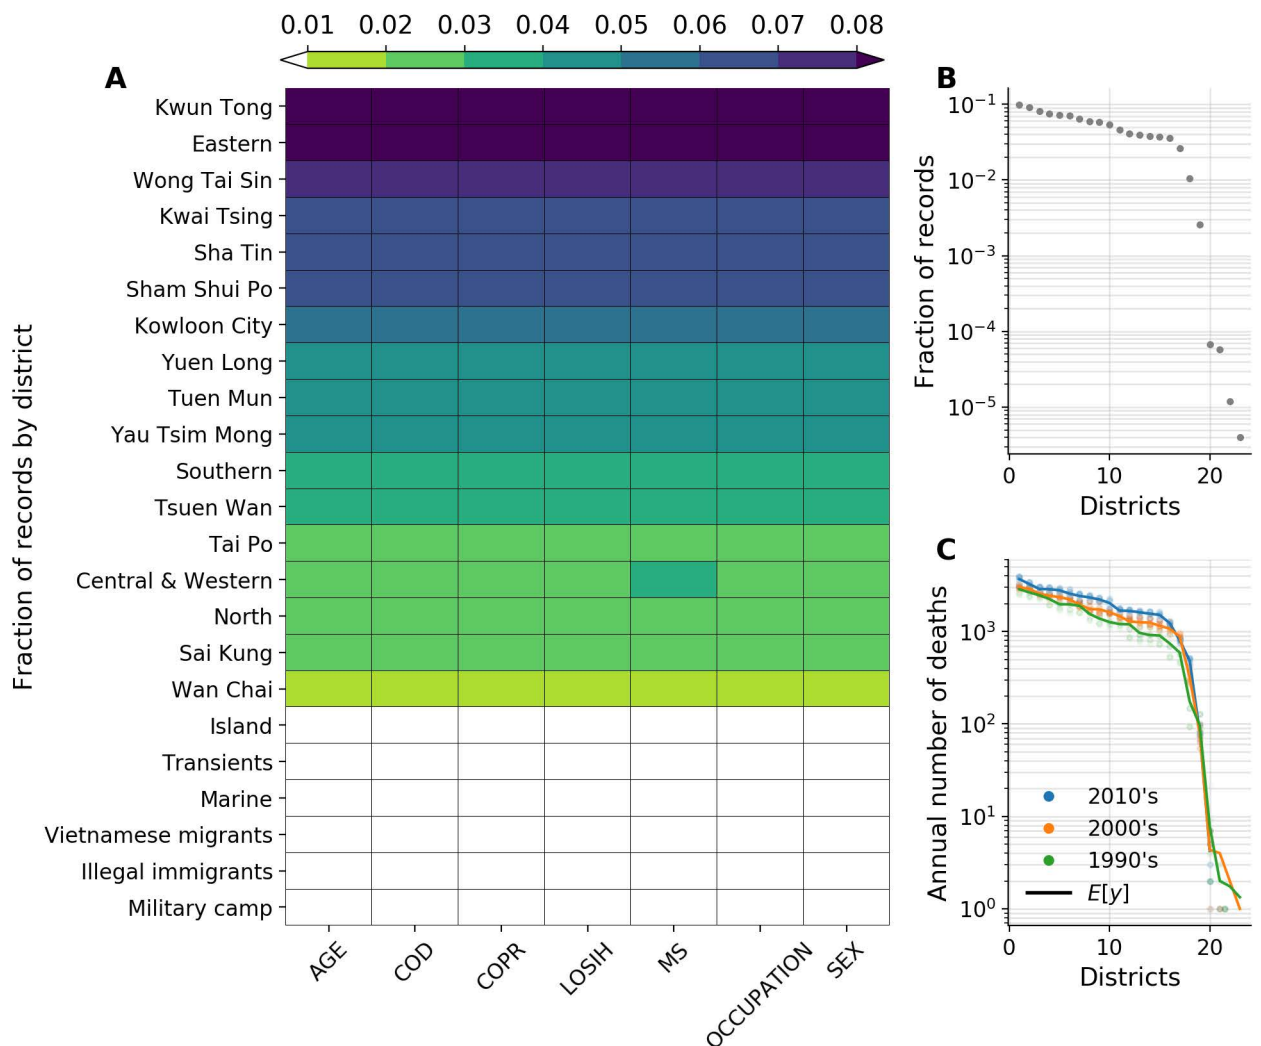 0.01 0.02 0.03 0.04 0.05 0.06 0.07 0.08
A
Fraction of records by district
Kwun Tong
Eastern
Wong Tai Sin
Kwai Tsing
Sha Tin
Sham Shui Po
Kowloon City
Yuen Long
Tuen Mun
Yau Tsim Mong
Southern
Tsuen Wan
Tai Po
Central & Western
North
Sai Kung
Wan Chai
Island
Transients
Marine
Vietnamese migrants
Illegal immigrants
Military camp
AGE COD COPR LOSIH MS OCCUPATION SEX
B
Fraction of records
10⁻¹
10⁻²
10⁻³
10⁻⁴
10⁻⁵
0 10 20
Districts
C
Annual number of deaths
10³
10²
10¹
10⁰
2010's
2000's
1990's
E[y]
0 10 20
Districts